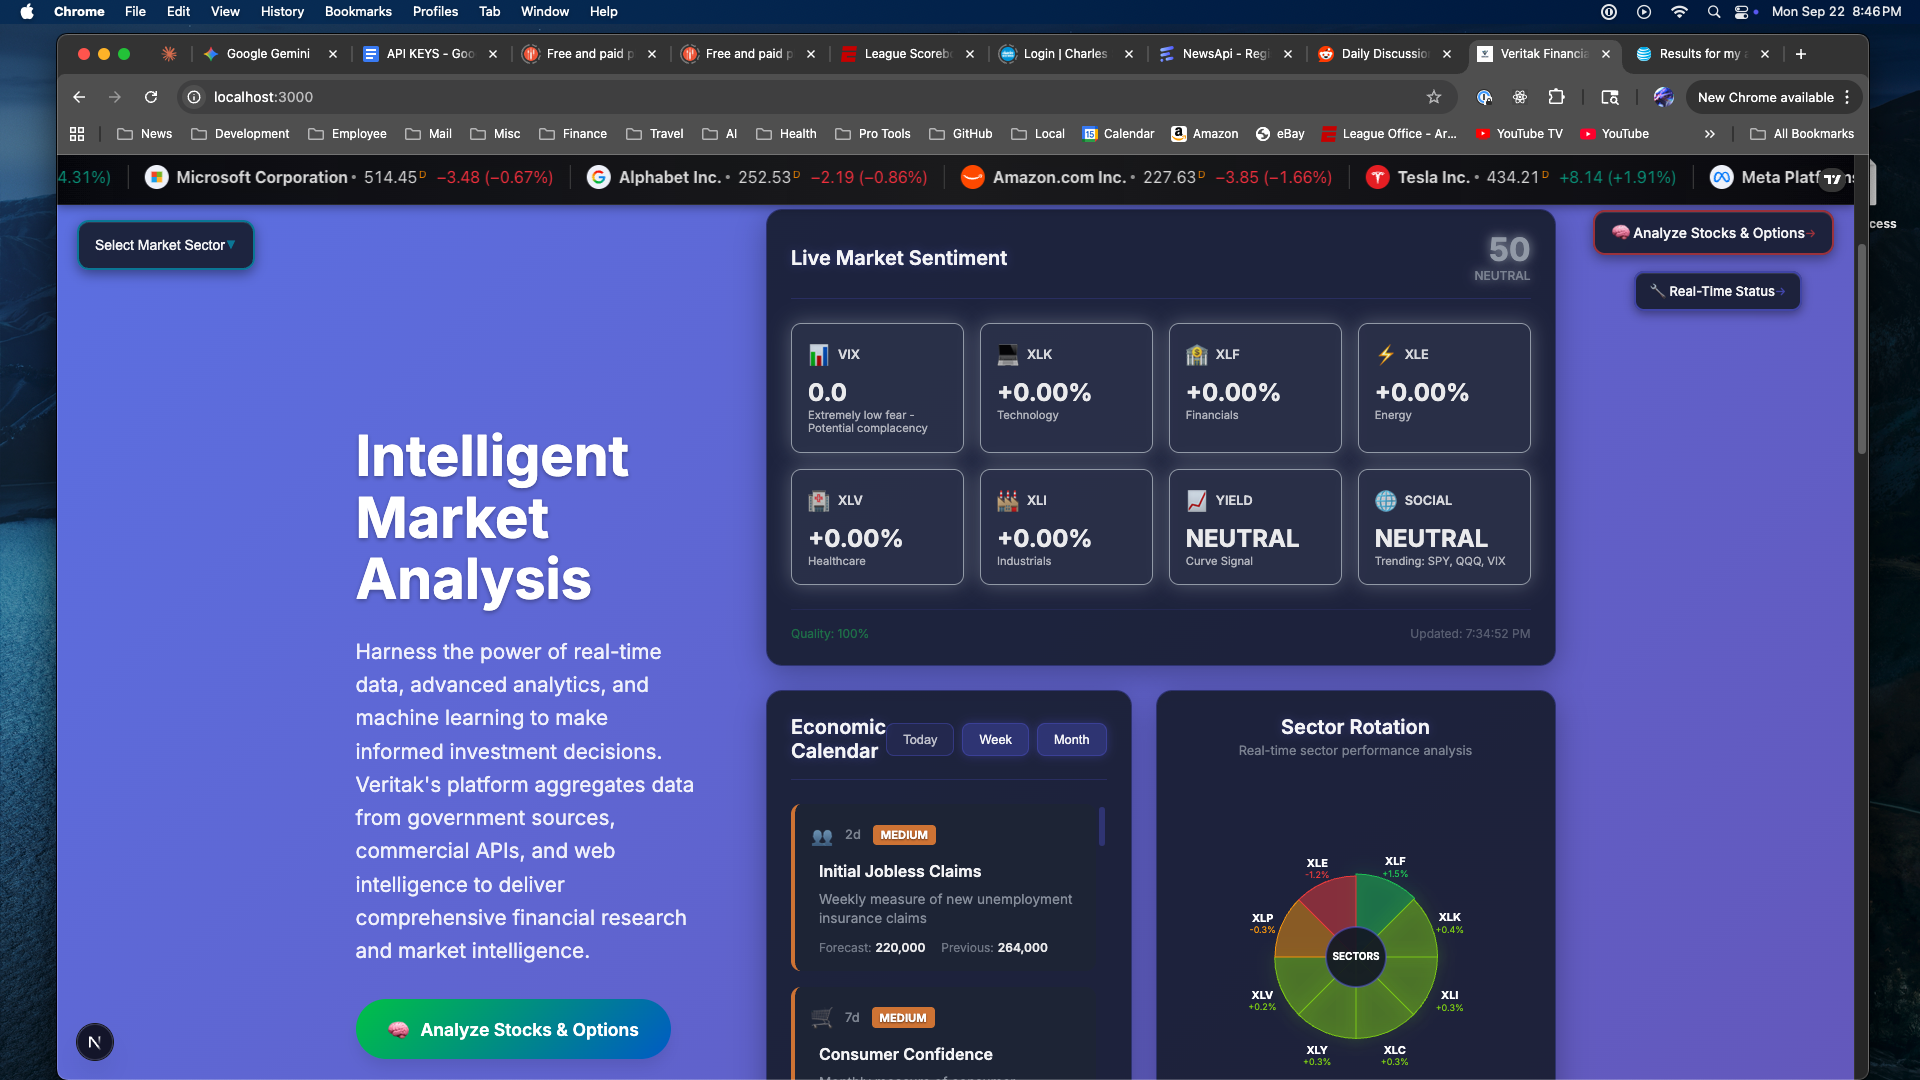 Chrome File Edit View History Bookmarks Profiles Tab Window Help Mon Sep 22 8:46 PM
Google Gemini API KEYS - Goo Free and paid p Free and paid p League Scorebo Login | Charles NewsApi - Regi Daily Discussio Veritak Financia Results for my
localhost:3000 New Chrome available
News Development Employee Mail Misc Finance Travel AI Health Pro Tools GitHub Local Calendar Amazon eBay League Office - Ar... YouTube TV YouTube » All Bookmarks
4.31%) Microsoft Corporation • 514.45 D −3.48 (−0.67%) Alphabet Inc. • 252.53 D −2.19 (−0.86%) Amazon.com Inc. • 227.63 D −3.85 (−1.66%) Tesla Inc. • 434.21 D +8.14 (+1.91%) Meta Platf
cess
Select Market Sector▼
🧠 Analyze Stocks & Options→
🔧 Real-Time Status→
Intelligent
Market
Analysis
Harness the power of real-time
data, advanced analytics, and
machine learning to make
informed investment decisions.
Veritak's platform aggregates data
from government sources,
commercial APIs, and web
intelligence to deliver
comprehensive financial research
and market intelligence.
🧠 Analyze Stocks & Options
N
Live Market Sentiment
50
NEUTRAL
VIX
0.0
Extremely low fear -
Potential complacency
XLK
+0.00%
Technology
XLF
+0.00%
Financials
XLE
+0.00%
Energy
XLV
+0.00%
Healthcare
XLI
+0.00%
Industrials
YIELD
NEUTRAL
Curve Signal
SOCIAL
NEUTRAL
Trending: SPY, QQQ, VIX
Quality: 100%
Updated: 7:34:52 PM
Economic
Calendar
Today Week Month
2d MEDIUM
Initial Jobless Claims
Weekly measure of new unemployment
insurance claims
Forecast: 220,000 Previous: 264,000
7d MEDIUM
Consumer Confidence
Sector Rotation
Real-time sector performance analysis
XLE
-1.2%
XLF
+1.5%
XLP
-0.3%
XLK
+0.4%
SECTORS
XLV
+0.2%
XLI
+0.3%
XLY
+0.3%
XLC
+0.3%